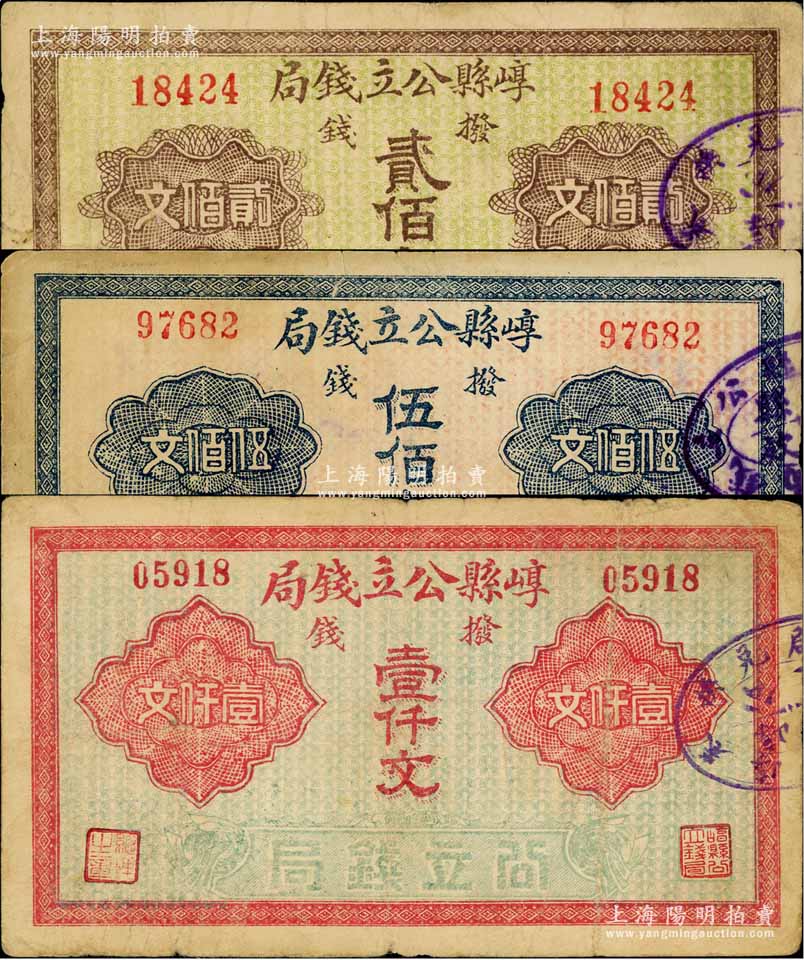 上海陽明拍賣
www.yangmingauction.com
18424
崞縣公立錢局
18424
撥錢
貳佰文
貳佰
貳佰文
97682
崞縣公立錢局
97682
撥錢
伍佰文
伍佰
伍佰文
上海陽明拍賣
www.yangmingauction.com
05918
崞縣公立錢局
05918
撥錢
壹仟文
壹仟文
壹仟文
立錢局
上海陽明拍賣
www.yangmingauction.com